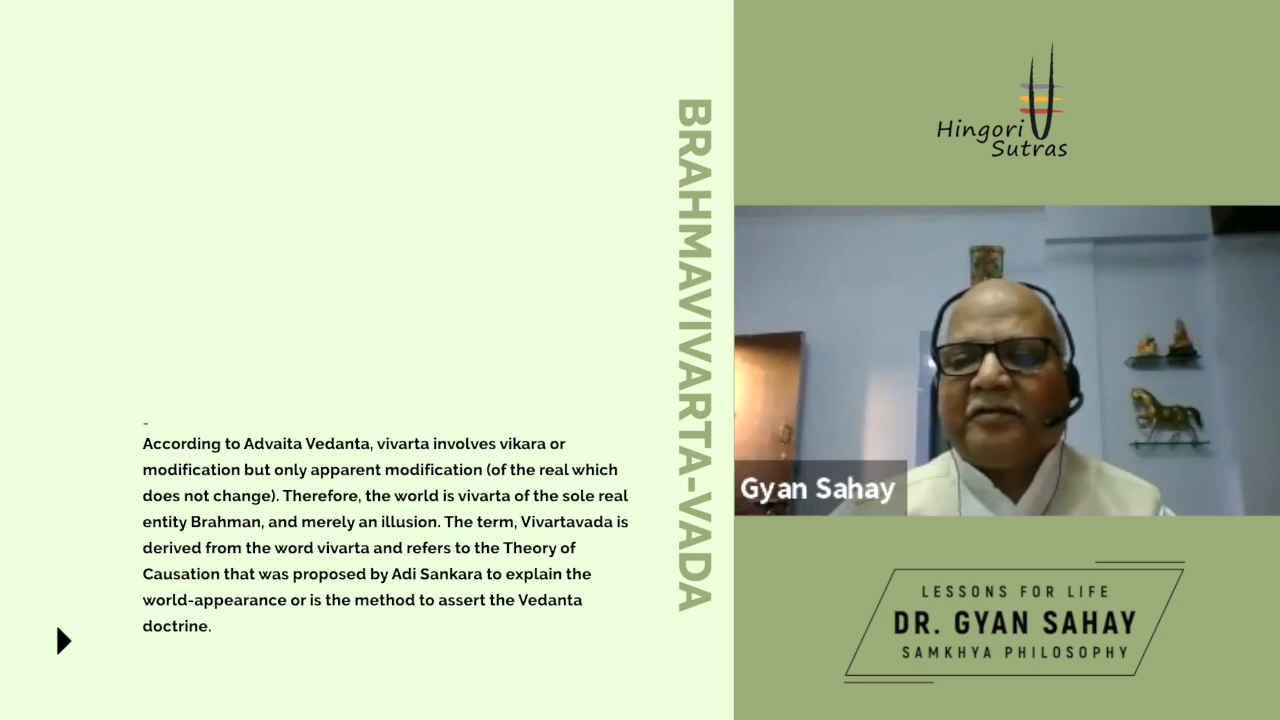 –
According to Advaita Vedanta, vivarta involves vikara or
modification but only apparent modification (of the real which
does not change). Therefore, the world is vivarta of the sole real
entity Brahman, and merely an illusion. The term, Vivartavada is
derived from the word vivarta and refers to the Theory of
Causation that was proposed by Adi Sankara to explain the
world-appearance or is the method to assert the Vedanta
doctrine.
BRAHMAVIVARTA-VADA
Hingori
Sutras
Gyan Sahay
LESSONS FOR LIFE
DR. GYAN SAHAY
SAMKHYA PHILOSOPHY